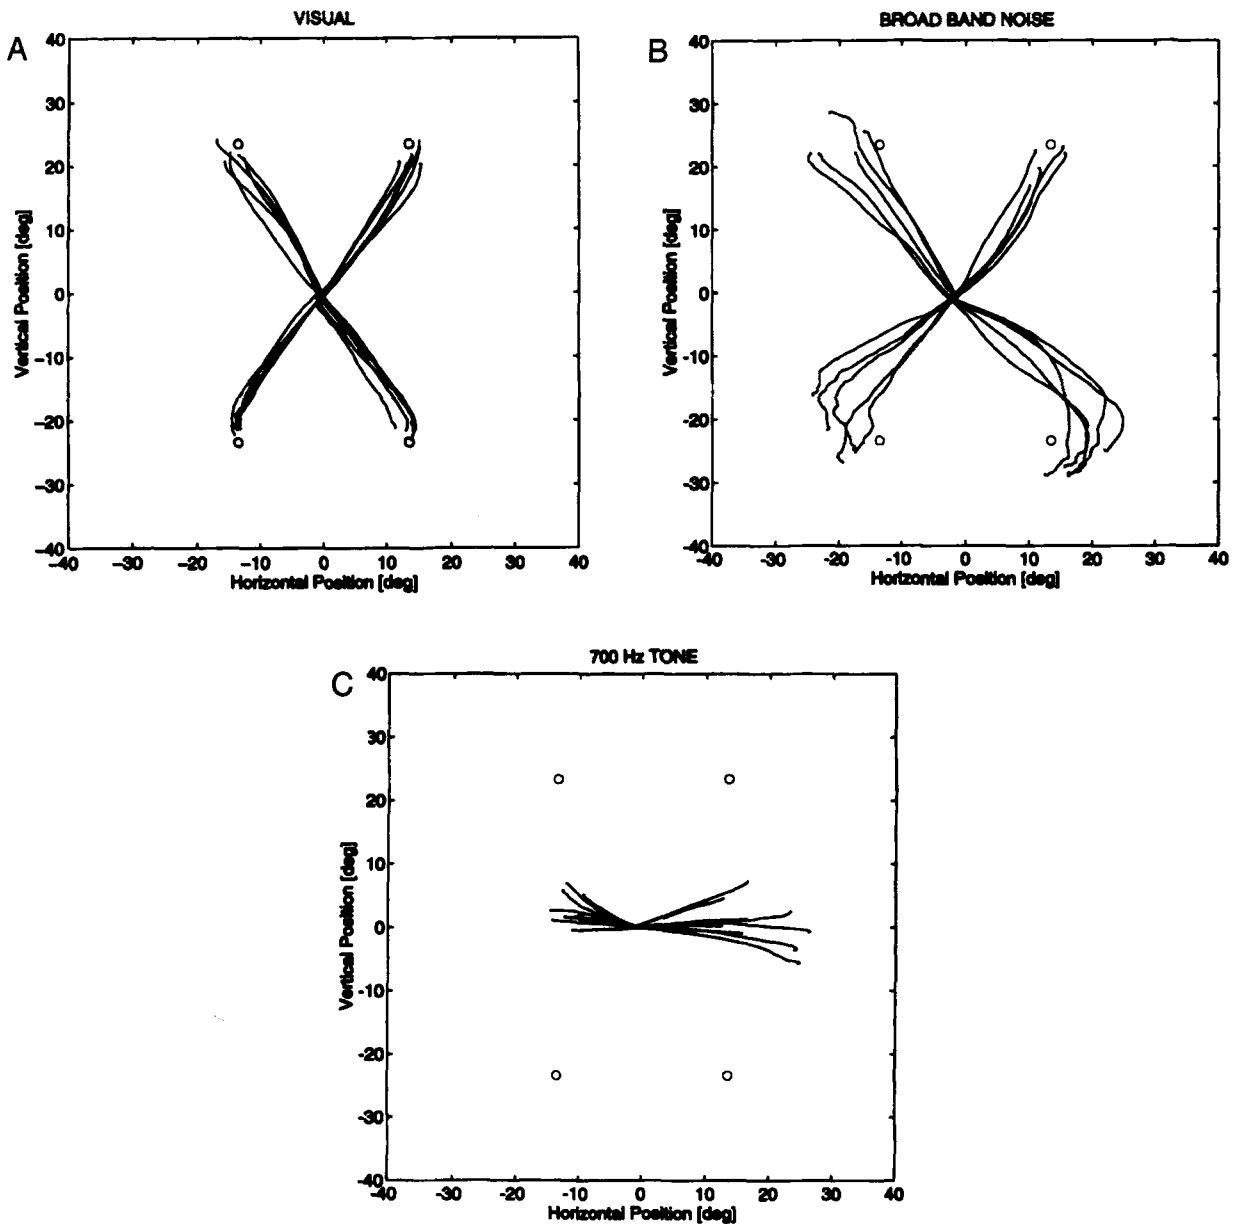 VISUAL
A
40
30
20
10
0
−10
−20
−30
−40
Vertical Position [deg]
−40 −30 −20 −10 0 10 20 30 40
Horizontal Position [deg]
BROAD BAND NOISE
B
40
30
20
10
0
-10
-20
-30
-40
Vertical Position [deg]
-40 -30 -20 -10 0 10 20 30 40
Horizontal Position [deg]
700 Hz TONE
C
40
30
20
10
0
-10
-20
-30
-40
Vertical Position [deg]
-40 -30 -20 -10 0 10 20 30 40
Horizontal Position [deg]